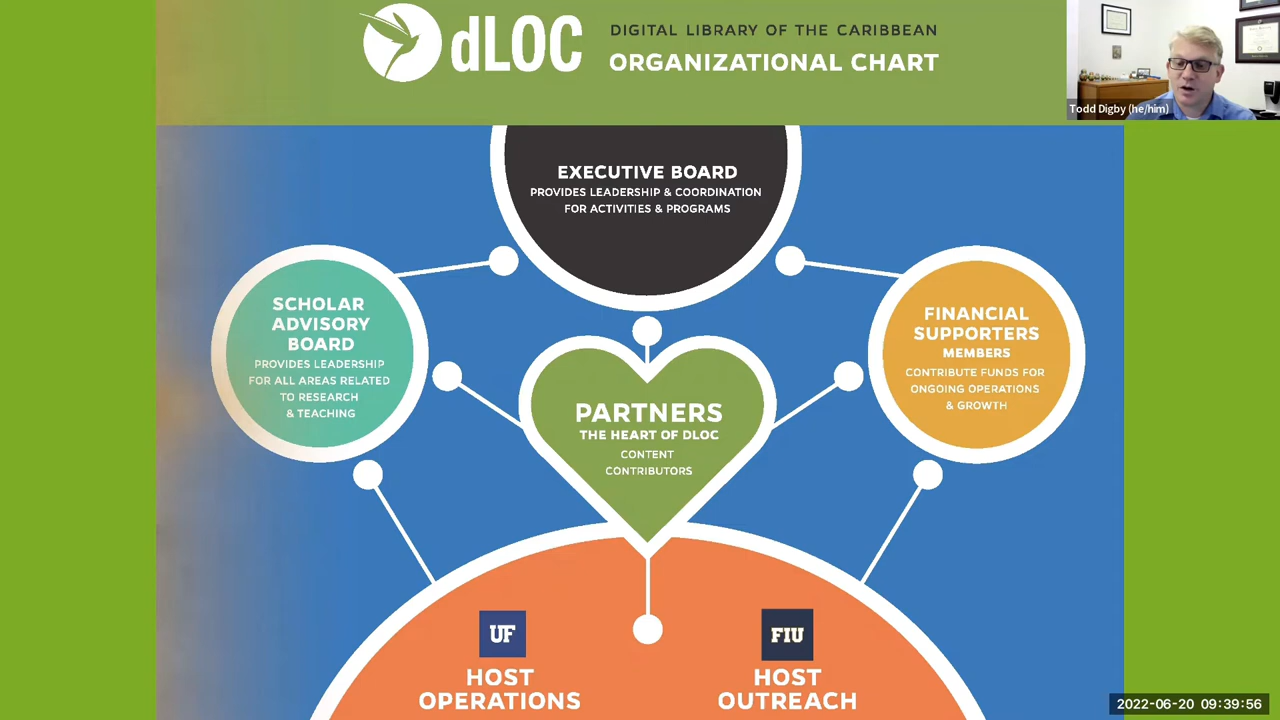 dLOC
DIGITAL LIBRARY OF THE CARIBBEAN
ORGANIZATIONAL CHART
Todd Digby (he/him)
EXECUTIVE BOARD
PROVIDES LEADERSHIP & COORDINATION
FOR ACTIVITIES & PROGRAMS
SCHOLAR
ADVISORY
BOARD
PROVIDES LEADERSHIP
FOR ALL AREAS RELATED
TO RESEARCH
& TEACHING
FINANCIAL
SUPPORTERS
MEMBERS
CONTRIBUTE FUNDS FOR
ONGOING OPERATIONS
& GROWTH
PARTNERS
THE HEART OF DLOC
CONTENT
CONTRIBUTORS
UF
HOST
OPERATIONS
FIU
HOST
OUTREACH
2022-06-20 09:39:56